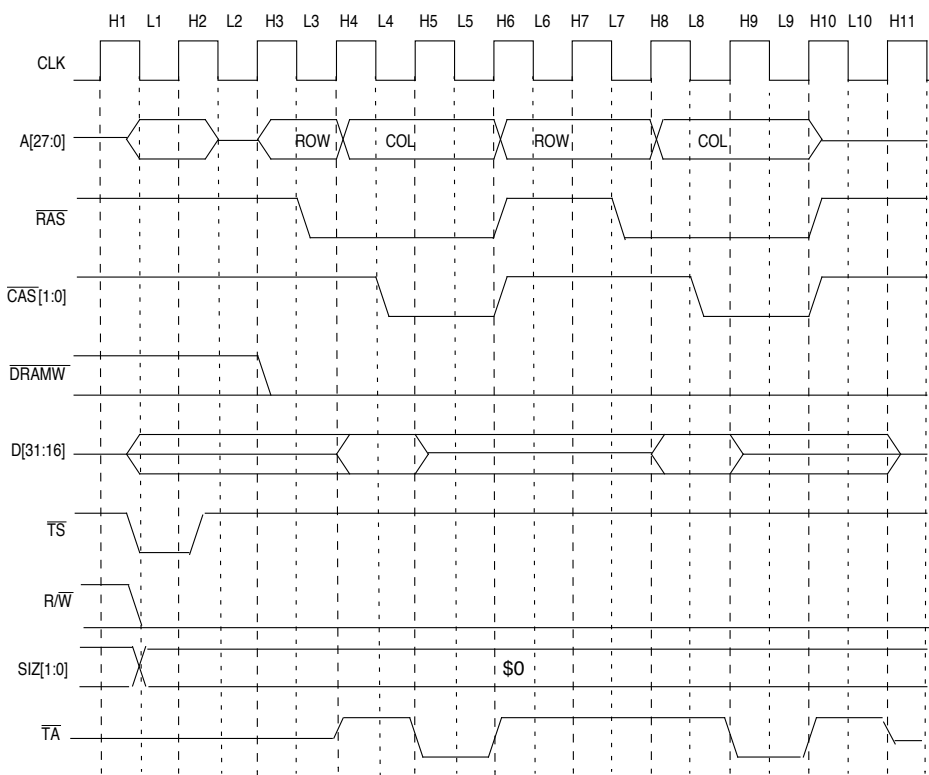 H1 L1 H2 L2 H3 L3 H4 L4 H5 L5 H6 L6 H7 L7 H8 L8 H9 L9 H10 L10 H11
CLK
A[27:0] ROW COL ROW COL
RAS
CAS[1:0]
DRAMW
D[31:16]
TS
R/W
SIZ[1:0] $0
TA